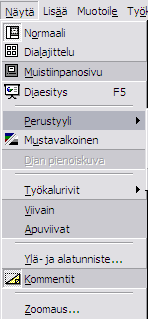 Näytä Lisää Muotoile
Normaali
Dialajittelu
Muistiinpanosivu
Diaesitys F5
Perustyyli
Mustavalkoinen
Dian pienoiskuva
Työkalurivit
Viivain
Apuviivat
Ylä- ja alatunniste...
Kommentit
Zoomaus...